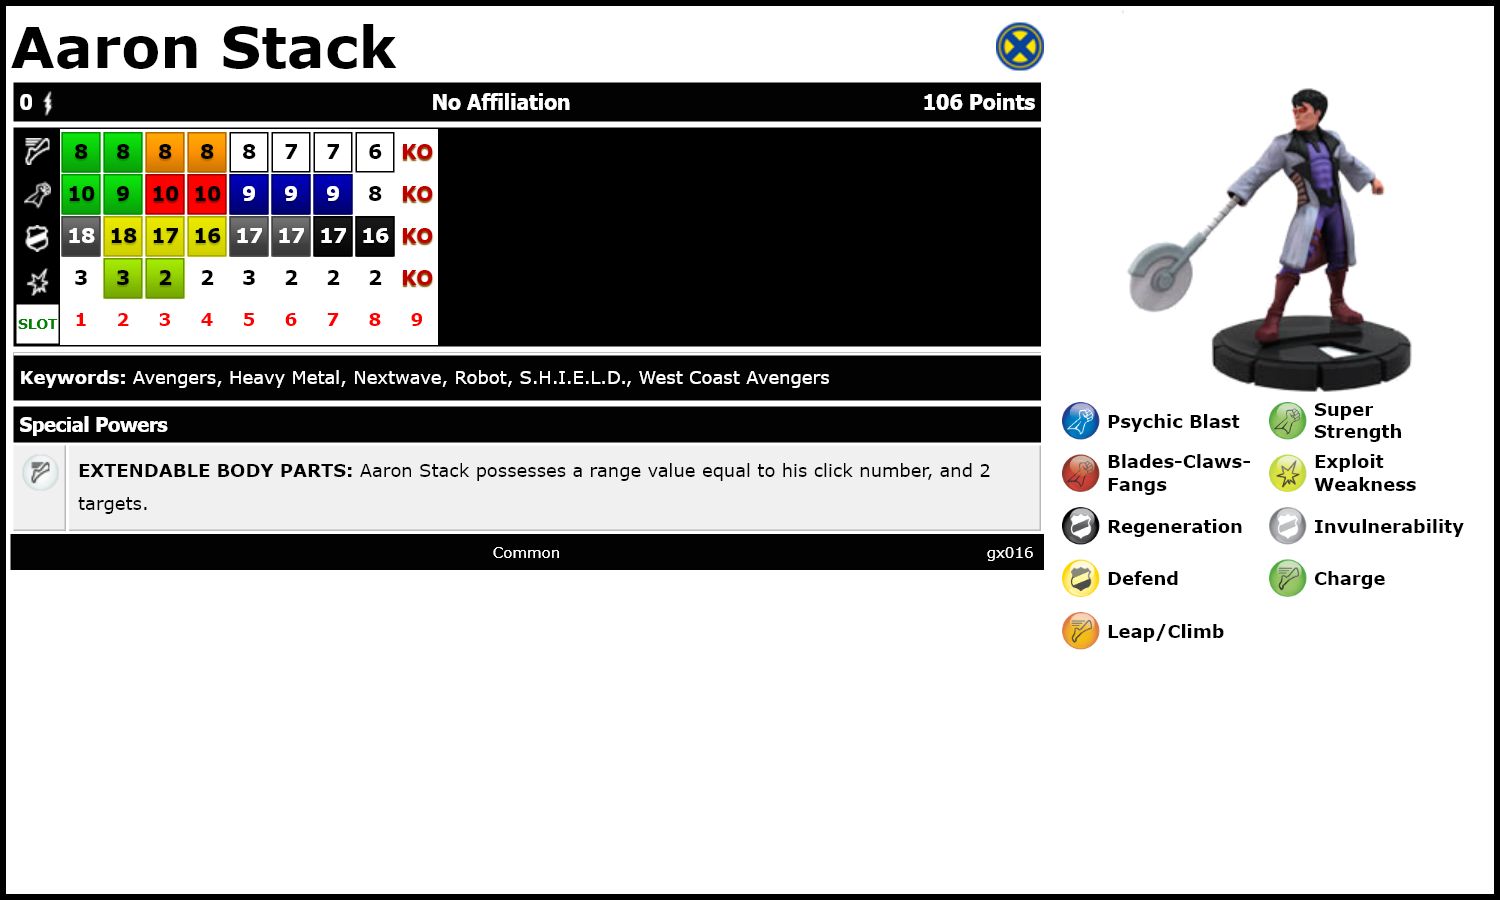 Aaron Stack
0 No Affiliation 106 Points
8 8 8 8 8 7 7 6 KO
10 9 10 10 9 9 9 8 KO
18 18 17 16 17 17 17 16 KO
3 3 2 2 3 2 2 2 KO
SLOT 1 2 3 4 5 6 7 8 9
Keywords: Avengers, Heavy Metal, Nextwave, Robot, S.H.I.E.L.D., West Coast Avengers
Special Powers
EXTENDABLE BODY PARTS: Aaron Stack possesses a range value equal to his click number, and 2
targets.
Common gx016
Psychic Blast
Super
Strength
Blades-Claws-
Fangs
Exploit
Weakness
Regeneration
Invulnerability
Defend
Charge
Leap/Climb